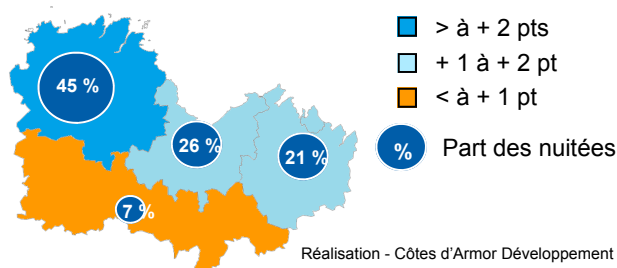 > à + 2 pts
+ 1 à + 2 pt
< à + 1 pt
45 %
26 %
21 %
7 %
% Part des nuitées
Réalisation - Côtes d'Armor Développement